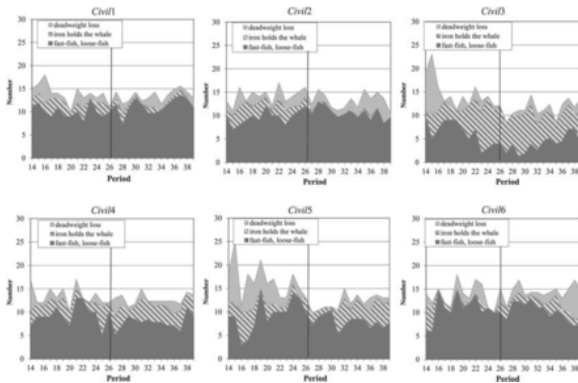 Civil1
30
25
20
15
10
5
0
Number
deadweight loss
iron holds the whale
fast-fish, loose-fish
14 16 18 20 22 24 26 28 30 32 34 36 38
Period
Civil2
30
25
20
15
10
5
0
Number
deadweight loss
iron holds the whale
fast-fish, loose-fish
14 16 18 20 22 24 26 28 30 32 34 36 38
Period
Civil3
30
25
20
15
10
5
0
Number
deadweight loss
iron holds the whale
fast-fish, loose-fish
14 16 18 20 22 24 26 28 30 32 34 36 38
Period
Civil4
30
25
20
15
10
5
0
Number
deadweight loss
iron holds the whale
fast-fish, loose-fish
14 16 18 20 22 24 26 28 30 32 34 36 38
Period
Civil5
30
25
20
15
10
5
0
Number
deadweight loss
iron holds the whale
fast-fish, loose-fish
14 16 18 20 22 24 26 28 30 32 34 36 38
Period
Civil6
30
25
20
15
10
5
0
Number
deadweight loss
iron holds the whale
fast-fish, loose-fish
14 16 18 20 22 24 26 28 30 32 34 36 38
Period